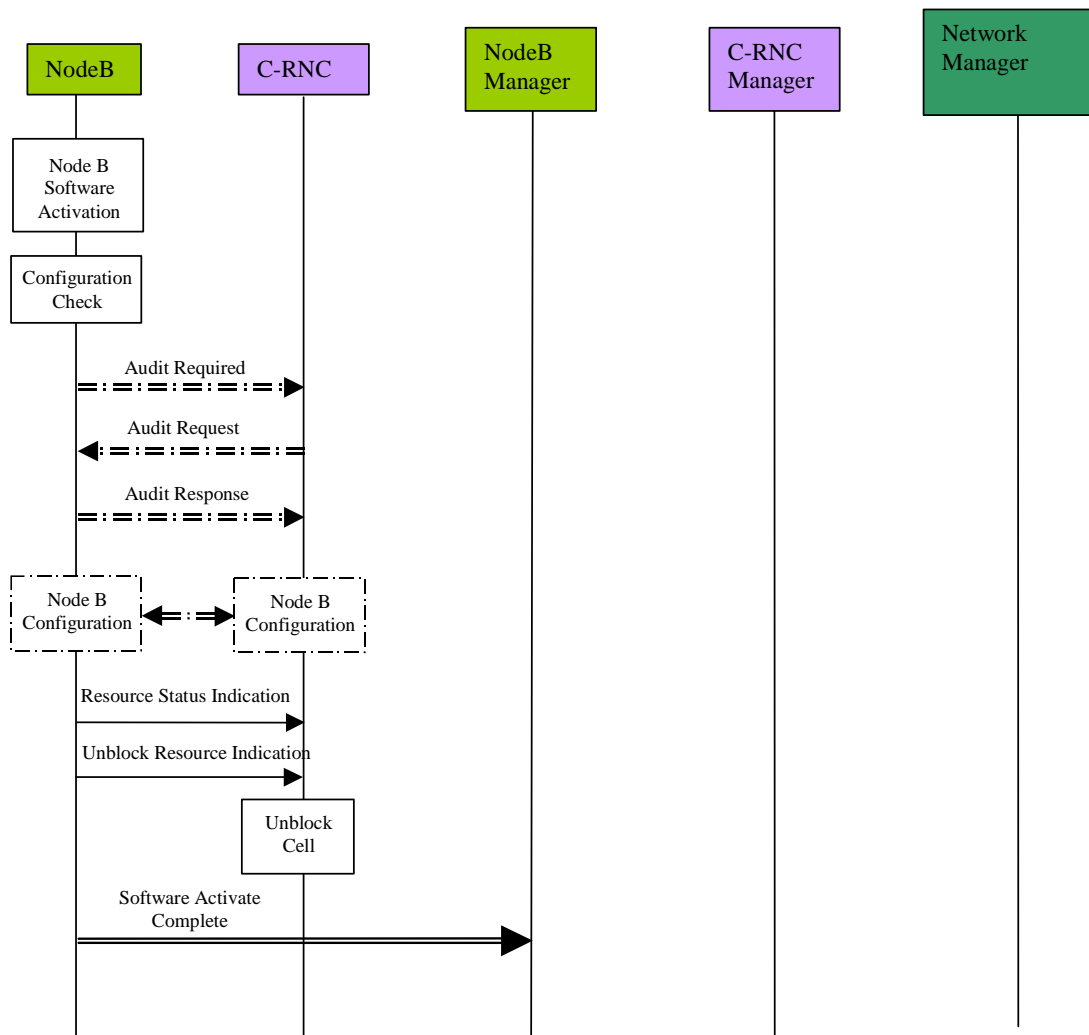 NodeB
C-RNC
NodeB
Manager
C-RNC
Manager
Network
Manager
Node B
Software
Activation
Configuration
Check
Audit Required
Audit Request
Audit Response
Node B
Configuration
Node B
Configuration
Resource Status Indication
Unblock Resource Indication
Unblock
Cell
Software Activate
Complete